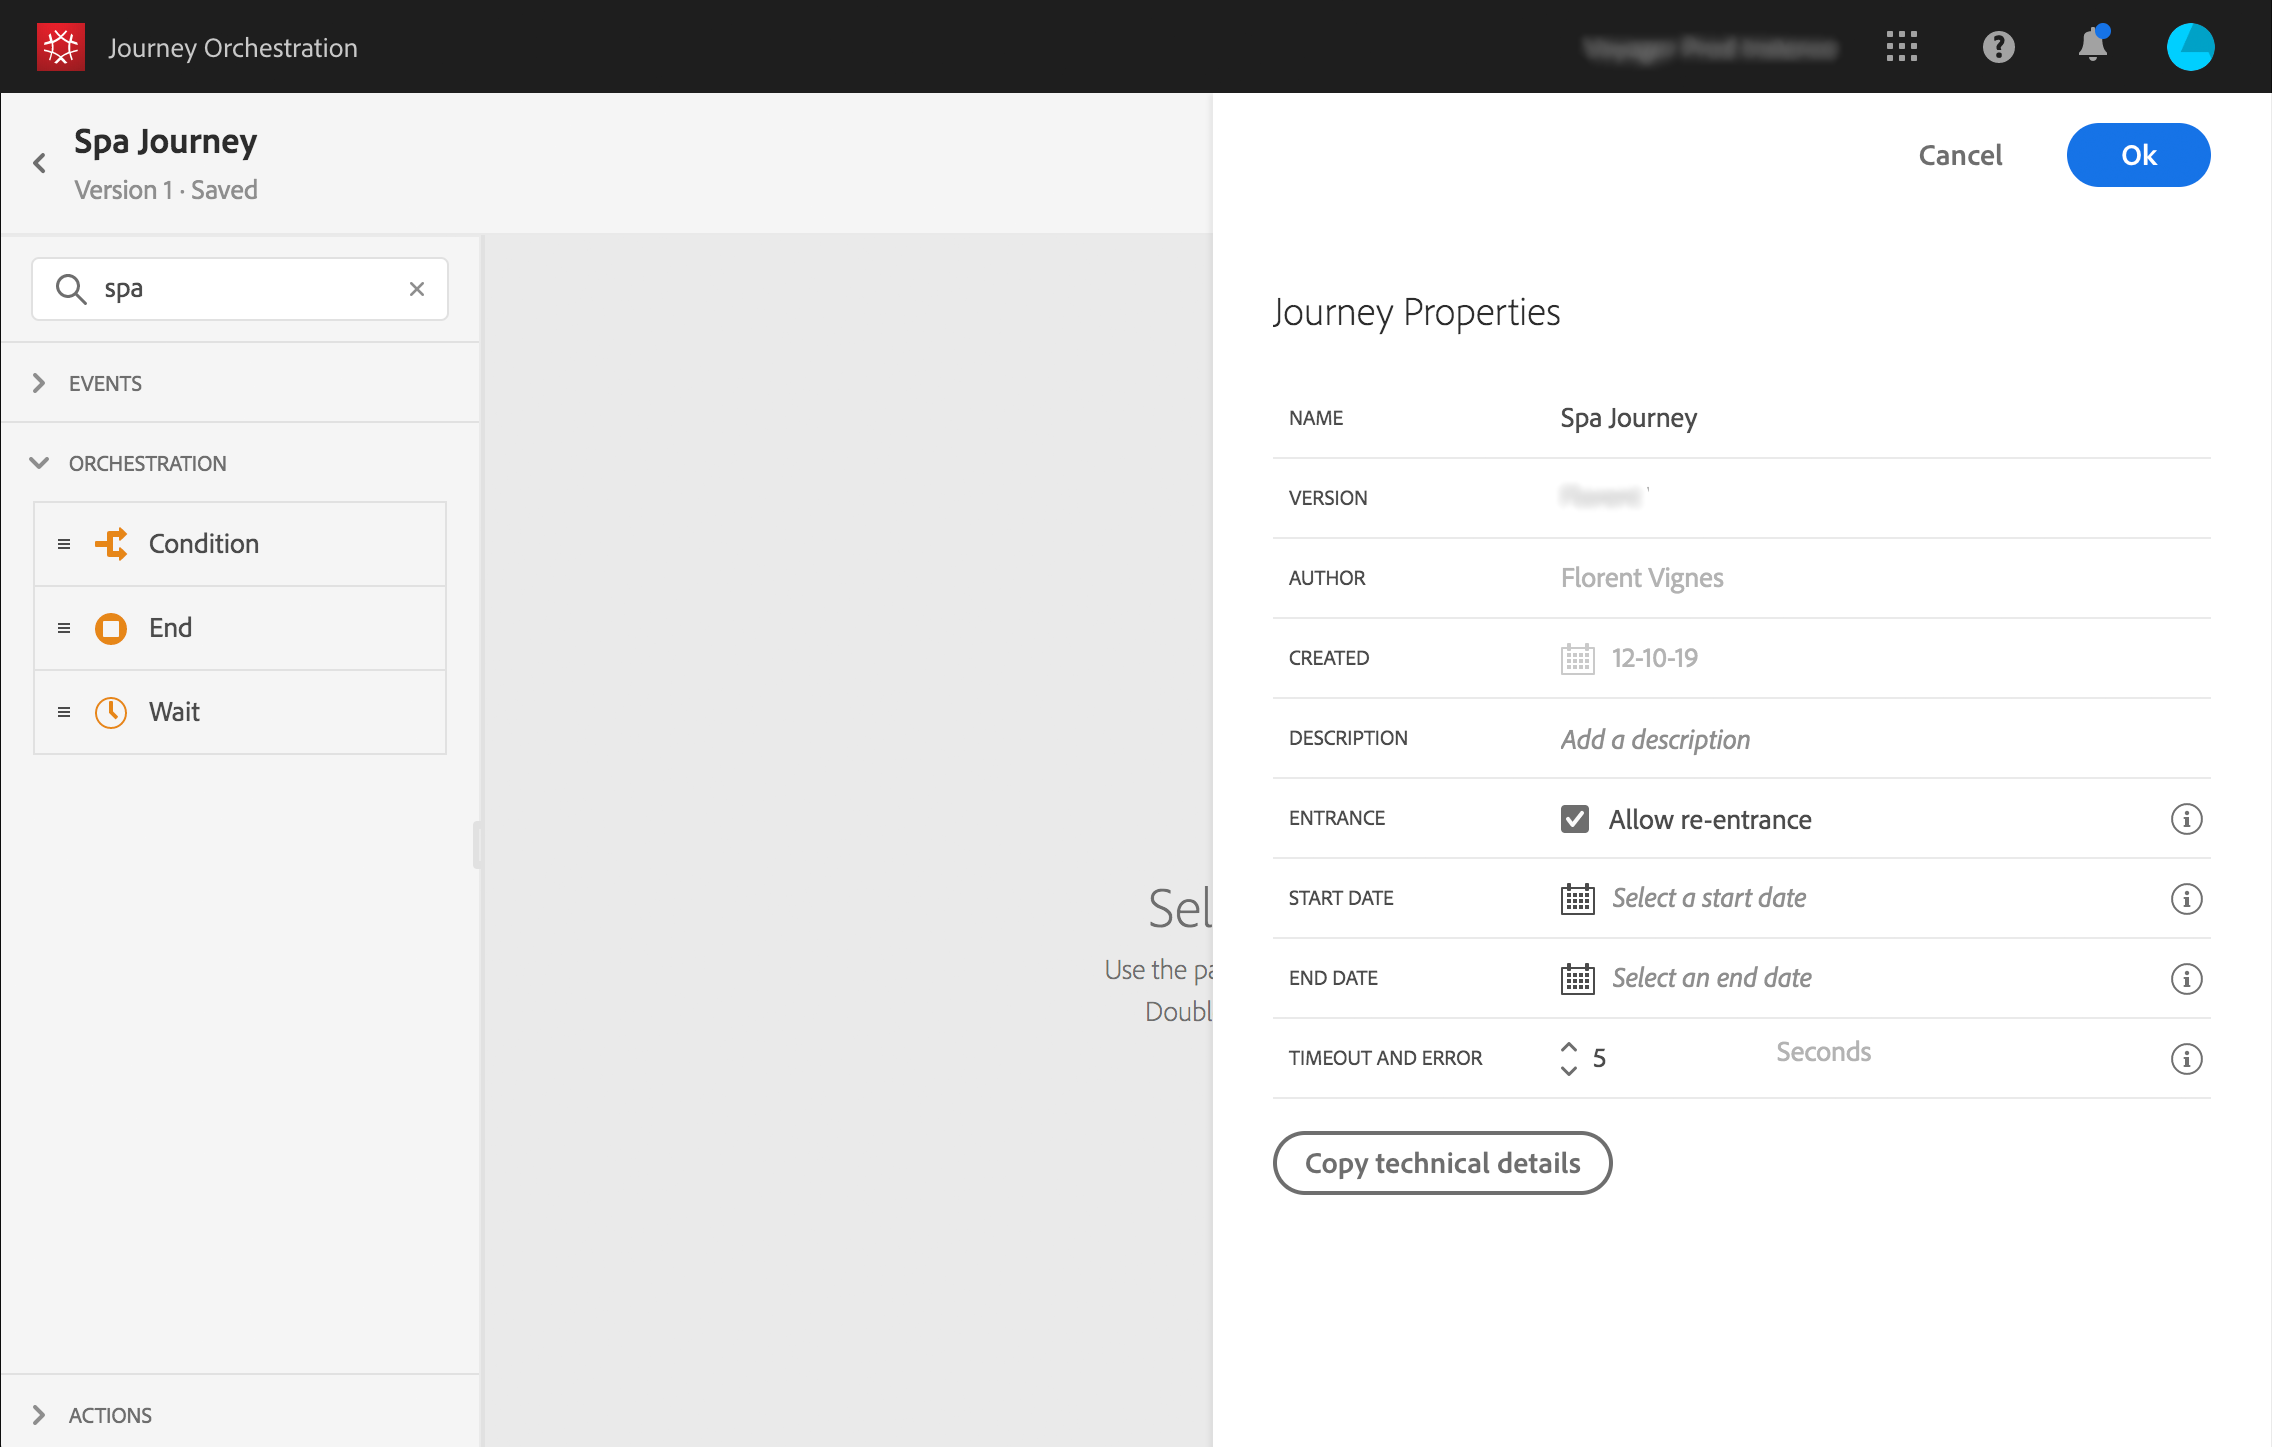 Journey Orchestration
Spa Journey
Version 1 · Saved
Cancel
Ok
spa
EVENTS
ORCHESTRATION
Condition
End
Wait
ACTIONS
Sel
Use the pa
Doubl
Journey Properties
NAME Spa Journey
VERSION
AUTHOR Florent Vignes
CREATED 12-10-19
DESCRIPTION Add a description
ENTRANCE Allow re-entrance
START DATE Select a start date
END DATE Select an end date
TIMEOUT AND ERROR 5 Seconds
Copy technical details